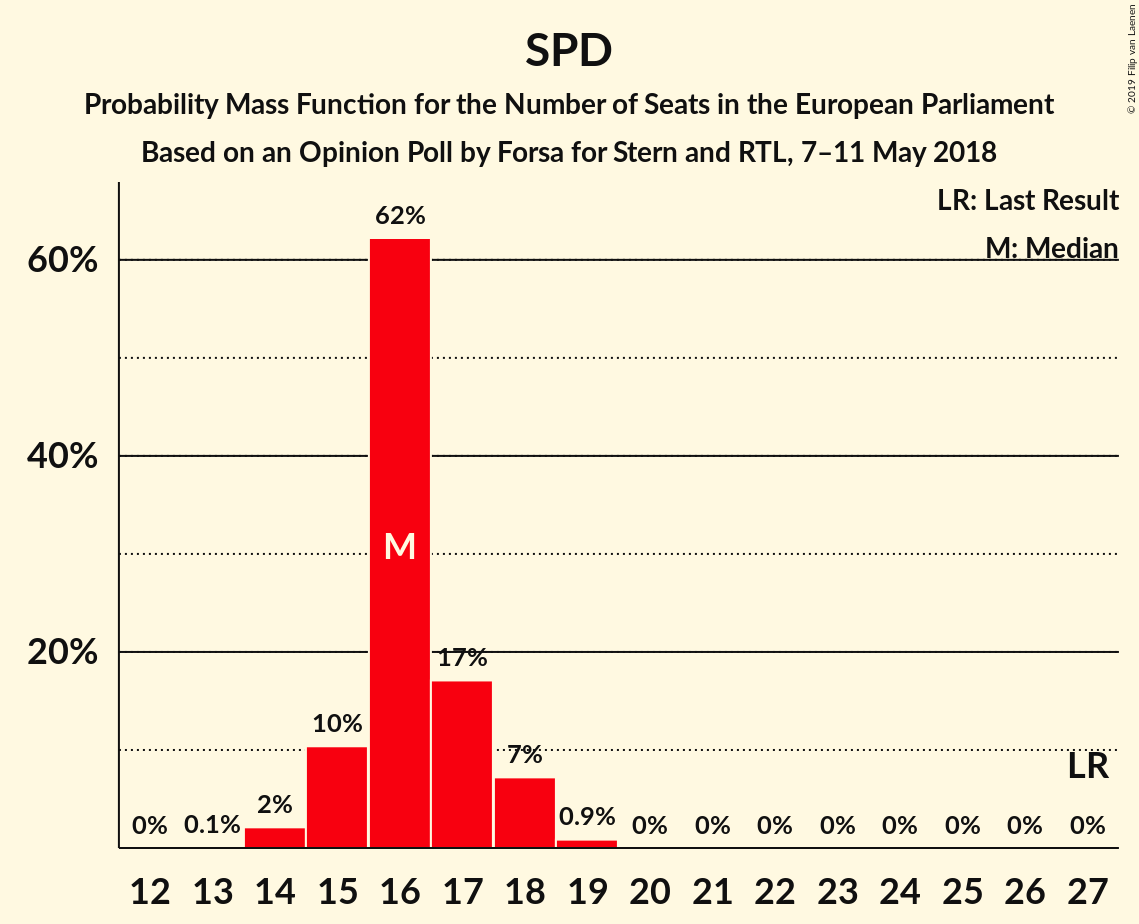 SPD
Probability Mass Function for the Number of Seats in the European Parliament
Based on an Opinion Poll by Forsa for Stern and RTL, 7–11 May 2018
© 2019 Filip van Laenen
LR: Last Result
M: Median
60%
40%
20%
0% 0.1% 2% 10% 62% 17% 7% 0.9% 0% 0% 0% 0% 0% 0% 0% 0%
M
LR
12 13 14 15 16 17 18 19 20 21 22 23 24 25 26 27